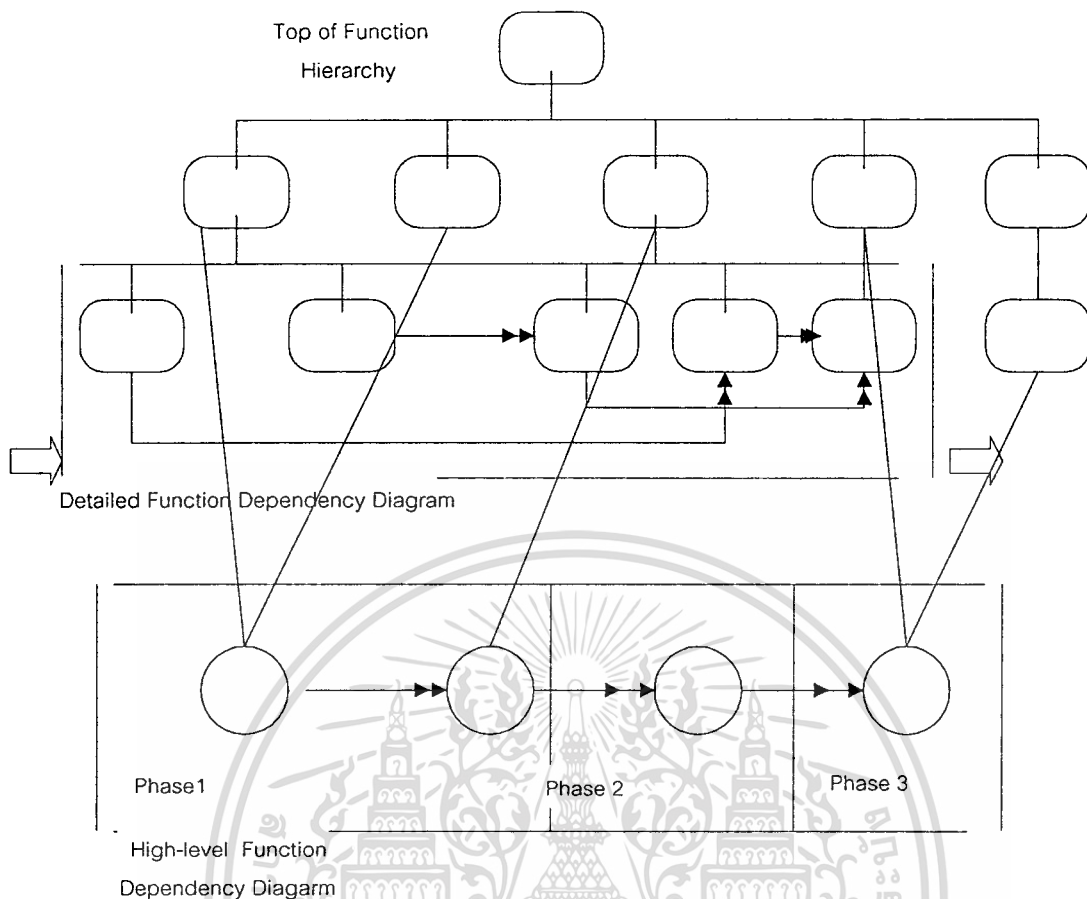 Top of Function
Hierarchy
Detailed Function Dependency Diagram
Phase1
Phase 2
Phase 3
High-level Function
Dependency Diagarm